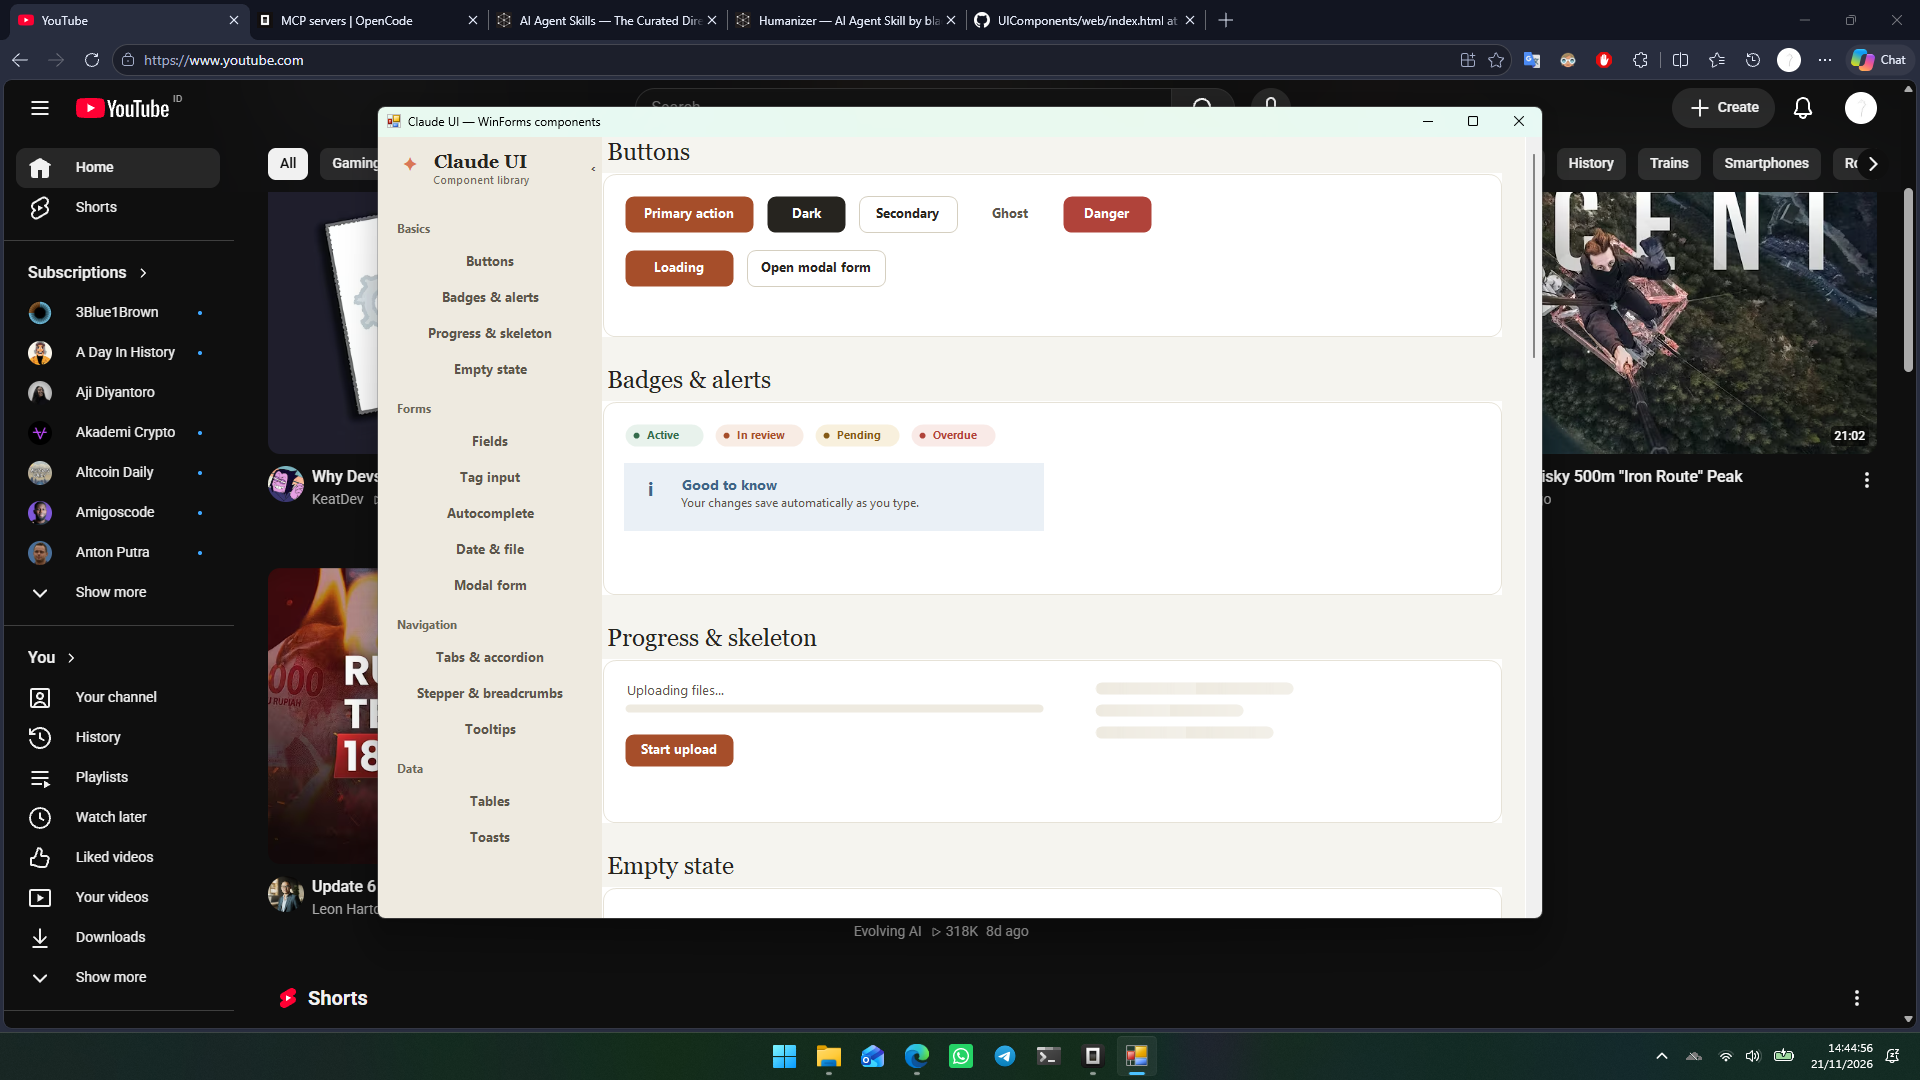 YouTube
MCP servers | OpenCode
AI Agent Skills — The Curated Dire
Humanizer — AI Agent Skill by bla
UIComponents/web/index.html at
https://www.youtube.com
Chat
YouTube ID
Search
Create
Home
Shorts
Subscriptions
3Blue1Brown
A Day In History
Aji Diyantoro
Akademi Crypto
Altcoin Daily
Amigoscode
Anton Putra
Show more
You
Your channel
History
Playlists
Watch later
Liked videos
Your videos
Downloads
Show more
All
Gaming
History
Trains
Smartphones
21:02
Why Devs
KeatDev
isky 500m "Iron Route" Peak
18
Update 6
Leon Harto
Evolving AI 318K 8d ago
Shorts
Claude UI — WinForms components
Claude UI
Component library
Basics
Buttons
Badges & alerts
Progress & skeleton
Empty state
Forms
Fields
Tag input
Autocomplete
Date & file
Modal form
Navigation
Tabs & accordion
Stepper & breadcrumbs
Tooltips
Data
Tables
Toasts
Buttons
Primary action
Dark
Secondary
Ghost
Danger
Loading
Open modal form
Badges & alerts
Active
In review
Pending
Overdue
i
Good to know
Your changes save automatically as you type.
Progress & skeleton
Uploading files...
Start upload
Empty state
14:44:56
21/11/2026